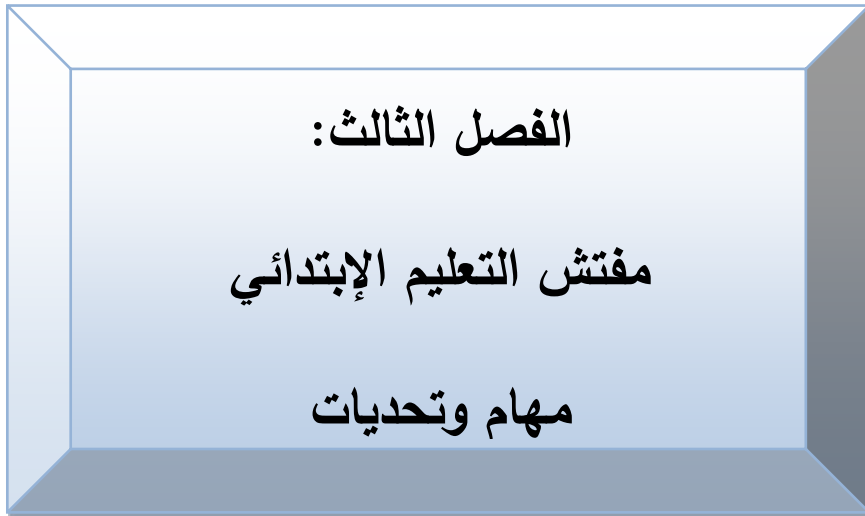 الفصل الثالث:
مفتش التعليم الإبتدائي
مهام وتحديات